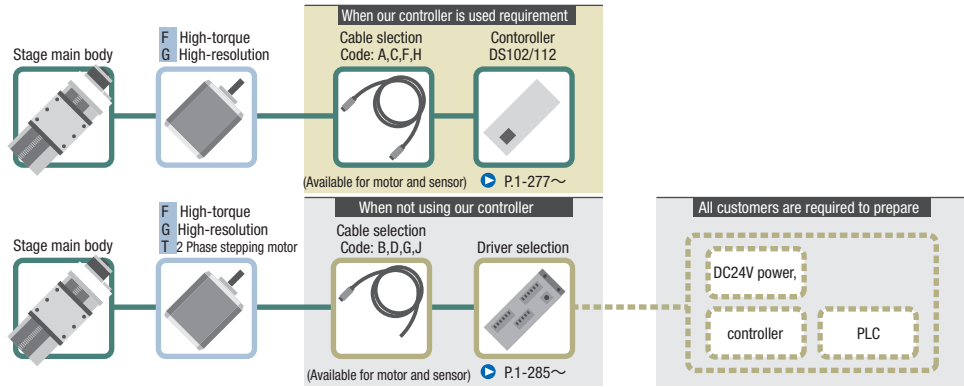 When our controller is used requirement
F High-torque
G High-resolution
Stage main body
Cable slection
Code: A,C,F,H
Contoroller
DS102/112
(Available for motor and sensor)
P.1-277~
When not using our controller
All customers are required to prepare
F High-torque
G High-resolution
T 2 Phase stepping motor
Stage main body
Cable selection
Code: B,D,G,J
Driver selection
DC24V power,
controller
PLC
(Available for motor and sensor)
P.1-285~